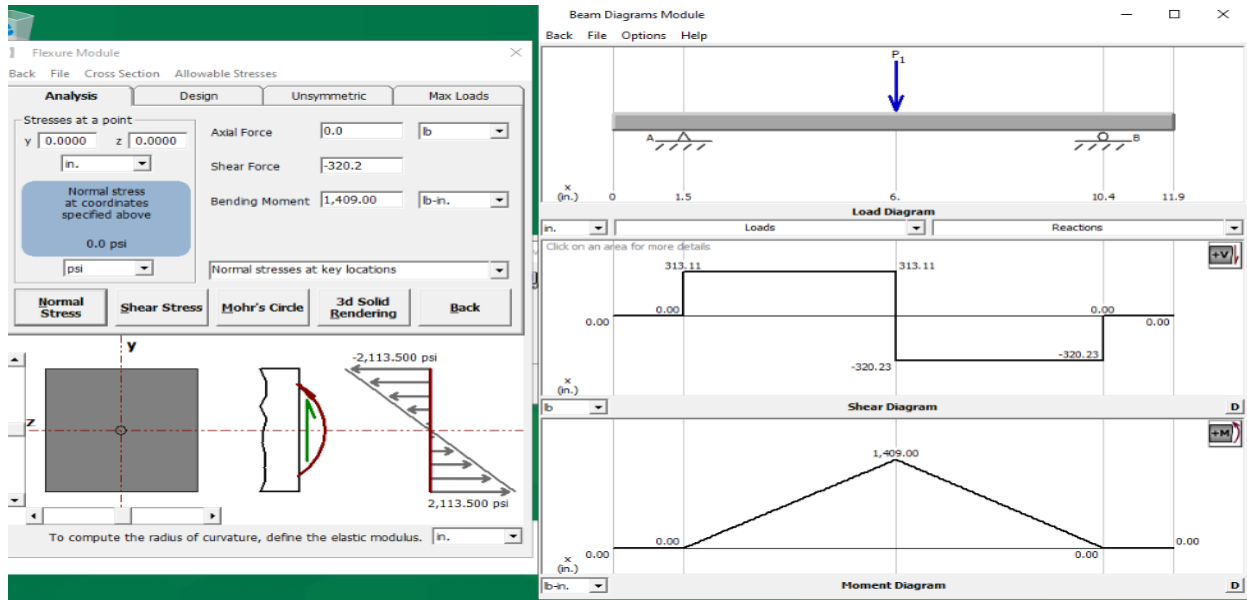 Flexure Module
Back File Cross Section Allowable Stresses
Analysis Design Unsymmetric Max Loads
Stresses at a point
y 0.0000 z 0.0000
in.
Normal stress
at coordinates
specified above
0.0 psi
psi
Axial Force 0.0 lb
Shear Force -320.2
Bending Moment 1,409.00 lb-in.
Normal stresses at key locations
Normal
Stress
Shear Stress
Mohr's Circle
3d Solid
Rendering
Back
y
z
-2,113.500 psi
2,113.500 psi
To compute the radius of curvature, define the elastic modulus. in.
Beam Diagrams Module
Back File Options Help
P1
A B
x
(in.) 0 1.5 6. 10.4 11.9
Load Diagram
in. Loads Reactions
Click on an area for more details
+V
313.11 313.11
0.00 0.00
0.00 0.00
-320.23 -320.23
x
(in.)
lb Shear Diagram D
+M
1,409.00
0.00 0.00
0.00 0.00
x
(in.)
lb-in. Moment Diagram D